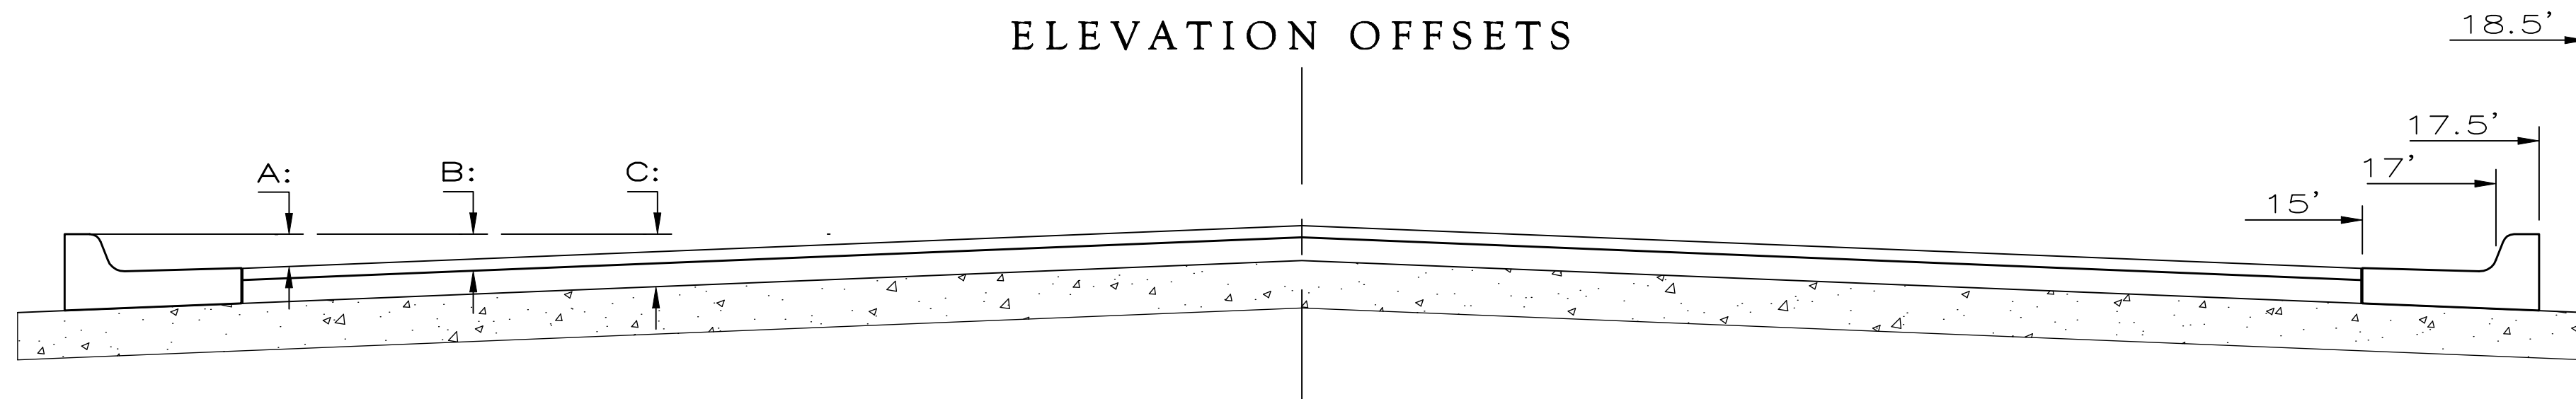 ELEVATION OFFSETS
18.5’
17.5’
17’
A: B: C:
15’